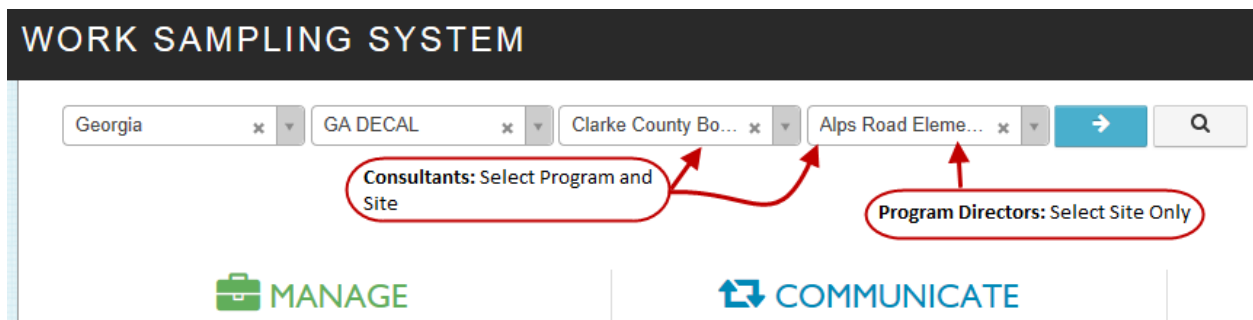 WORK SAMPLING SYSTEM
Georgia
GA DECAL
Clarke County Bo...
Alps Road Eleme...
Consultants: Select Program and
Site
Program Directors: Select Site Only
MANAGE
COMMUNICATE